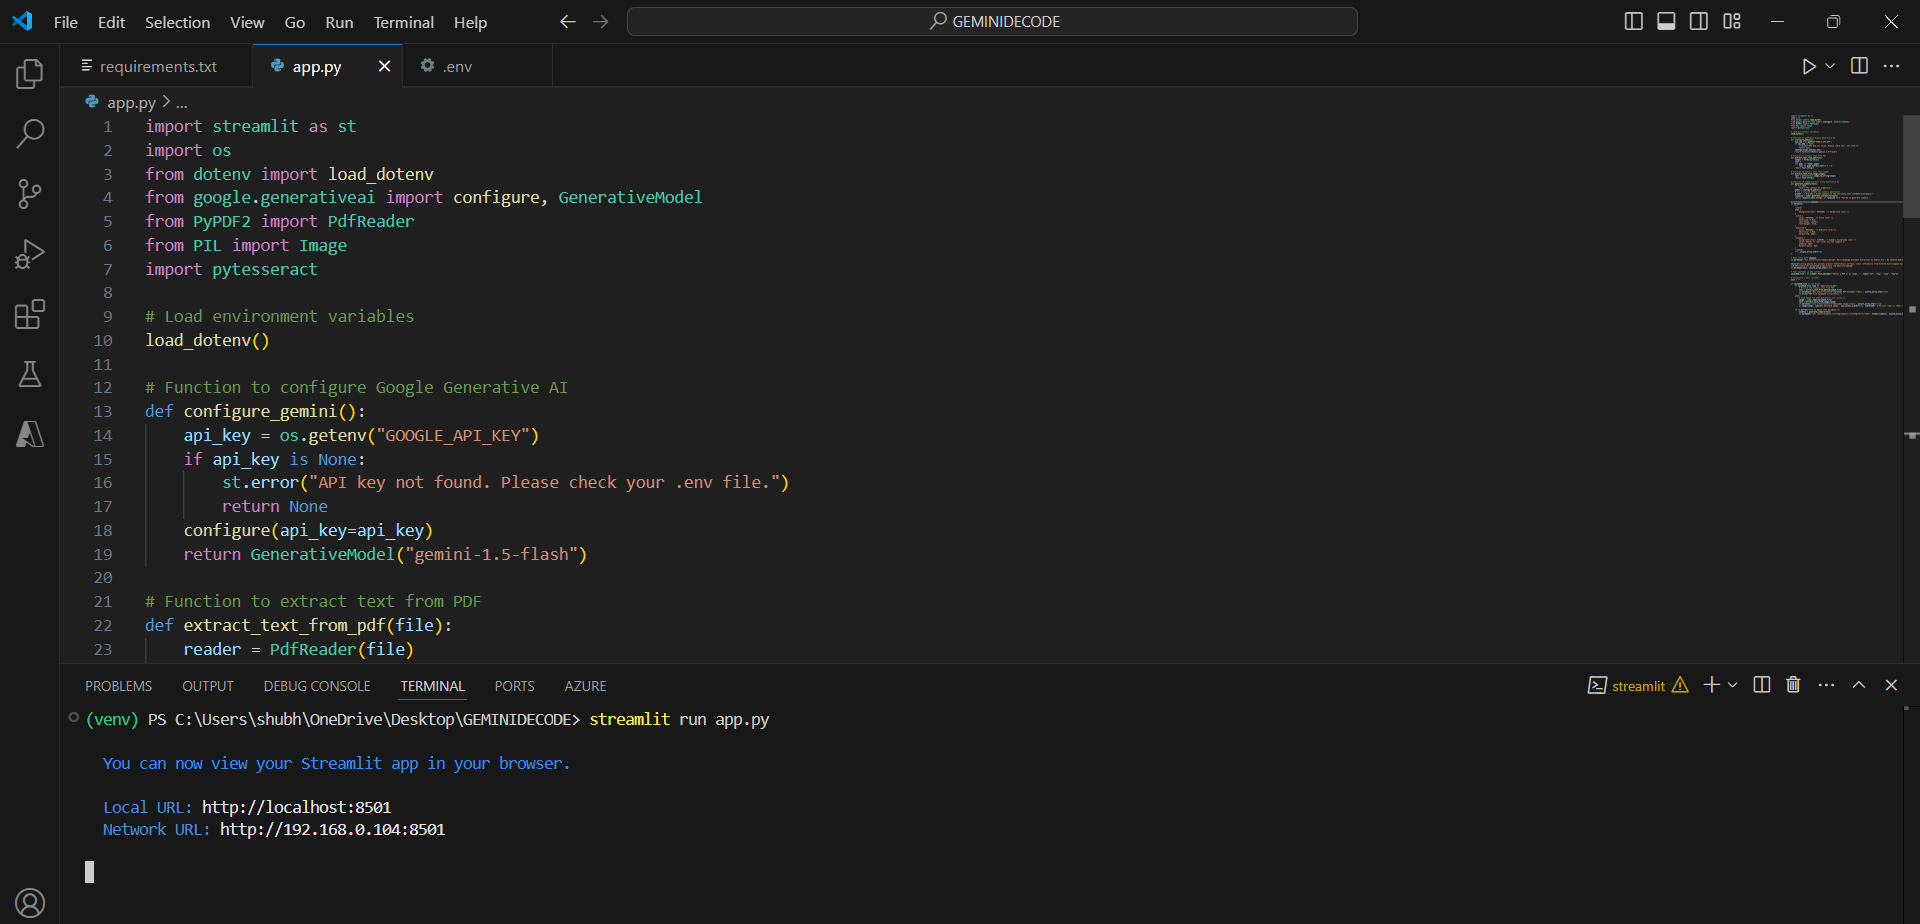 File Edit Selection View Go Run Terminal Help
GEMINIDECODE
requirements.txt
app.py
.env
app.py > ...
1 import streamlit as st
2 import os
3 from dotenv import load_dotenv
4 from google.generativeai import configure, GenerativeModel
5 from PyPDF2 import PdfReader
6 from PIL import Image
7 import pytesseract
8
9 # Load environment variables
10 load_dotenv()
11
12 # Function to configure Google Generative AI
13 def configure_gemini():
14     api_key = os.getenv("GOOGLE_API_KEY")
15     if api_key is None:
16         st.error("API key not found. Please check your .env file.")
17         return None
18     configure(api_key=api_key)
19     return GenerativeModel("gemini-1.5-flash")
20
21 # Function to extract text from PDF
22 def extract_text_from_pdf(file):
23     reader = PdfReader(file)
PROBLEMS OUTPUT DEBUG CONSOLE TERMINAL PORTS AZURE
streamlit
(venv) PS C:\Users\shubh\OneDrive\Desktop\GEMINIDECODE> streamlit run app.py
You can now view your Streamlit app in your browser.
Local URL: http://localhost:8501
Network URL: http://192.168.0.104:8501